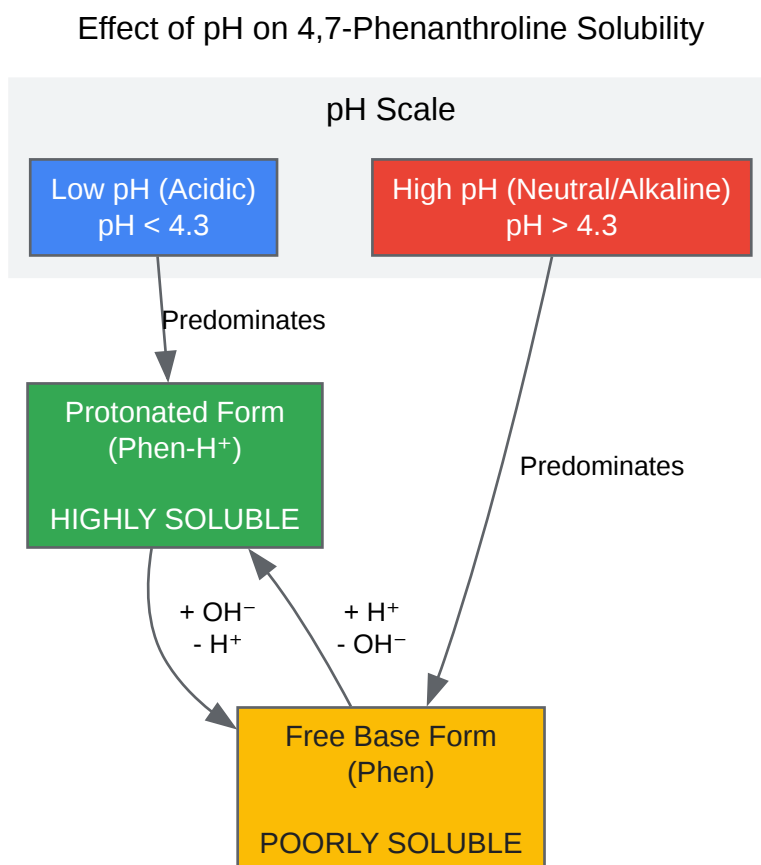 Effect of pH on 4,7-Phenanthroline Solubility
pH Scale
Low pH (Acidic)
pH < 4.3
High pH (Neutral/Alkaline)
pH > 4.3
Predominates
Protonated Form
(Phen-H⁺)
HIGHLY SOLUBLE
Predominates
+ OH⁻
- H⁺
+ H⁺
- OH⁻
Free Base Form
(Phen)
POORLY SOLUBLE